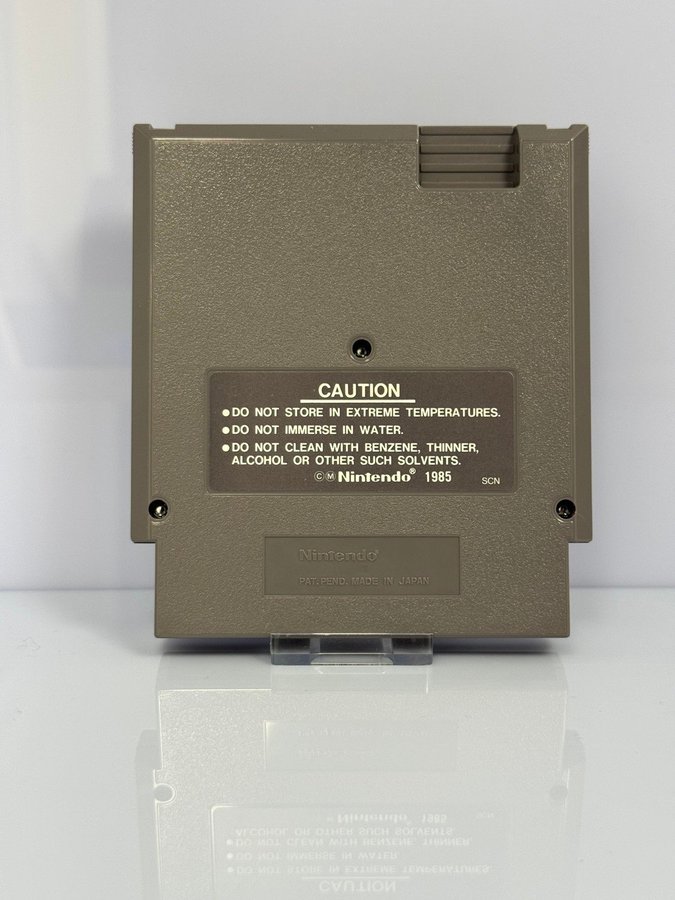 CAUTION
●DO NOT STORE IN EXTREME TEMPERATURES.
●DO NOT IMMERSE IN WATER.
●DO NOT CLEAN WITH BENZENE, THINNER,
ALCOHOL OR OTHER SUCH SOLVENTS.
ⒸⓂ Nintendo® 1985 SCN
Nintendo®
PAT. PEND. MADE IN JAPAN